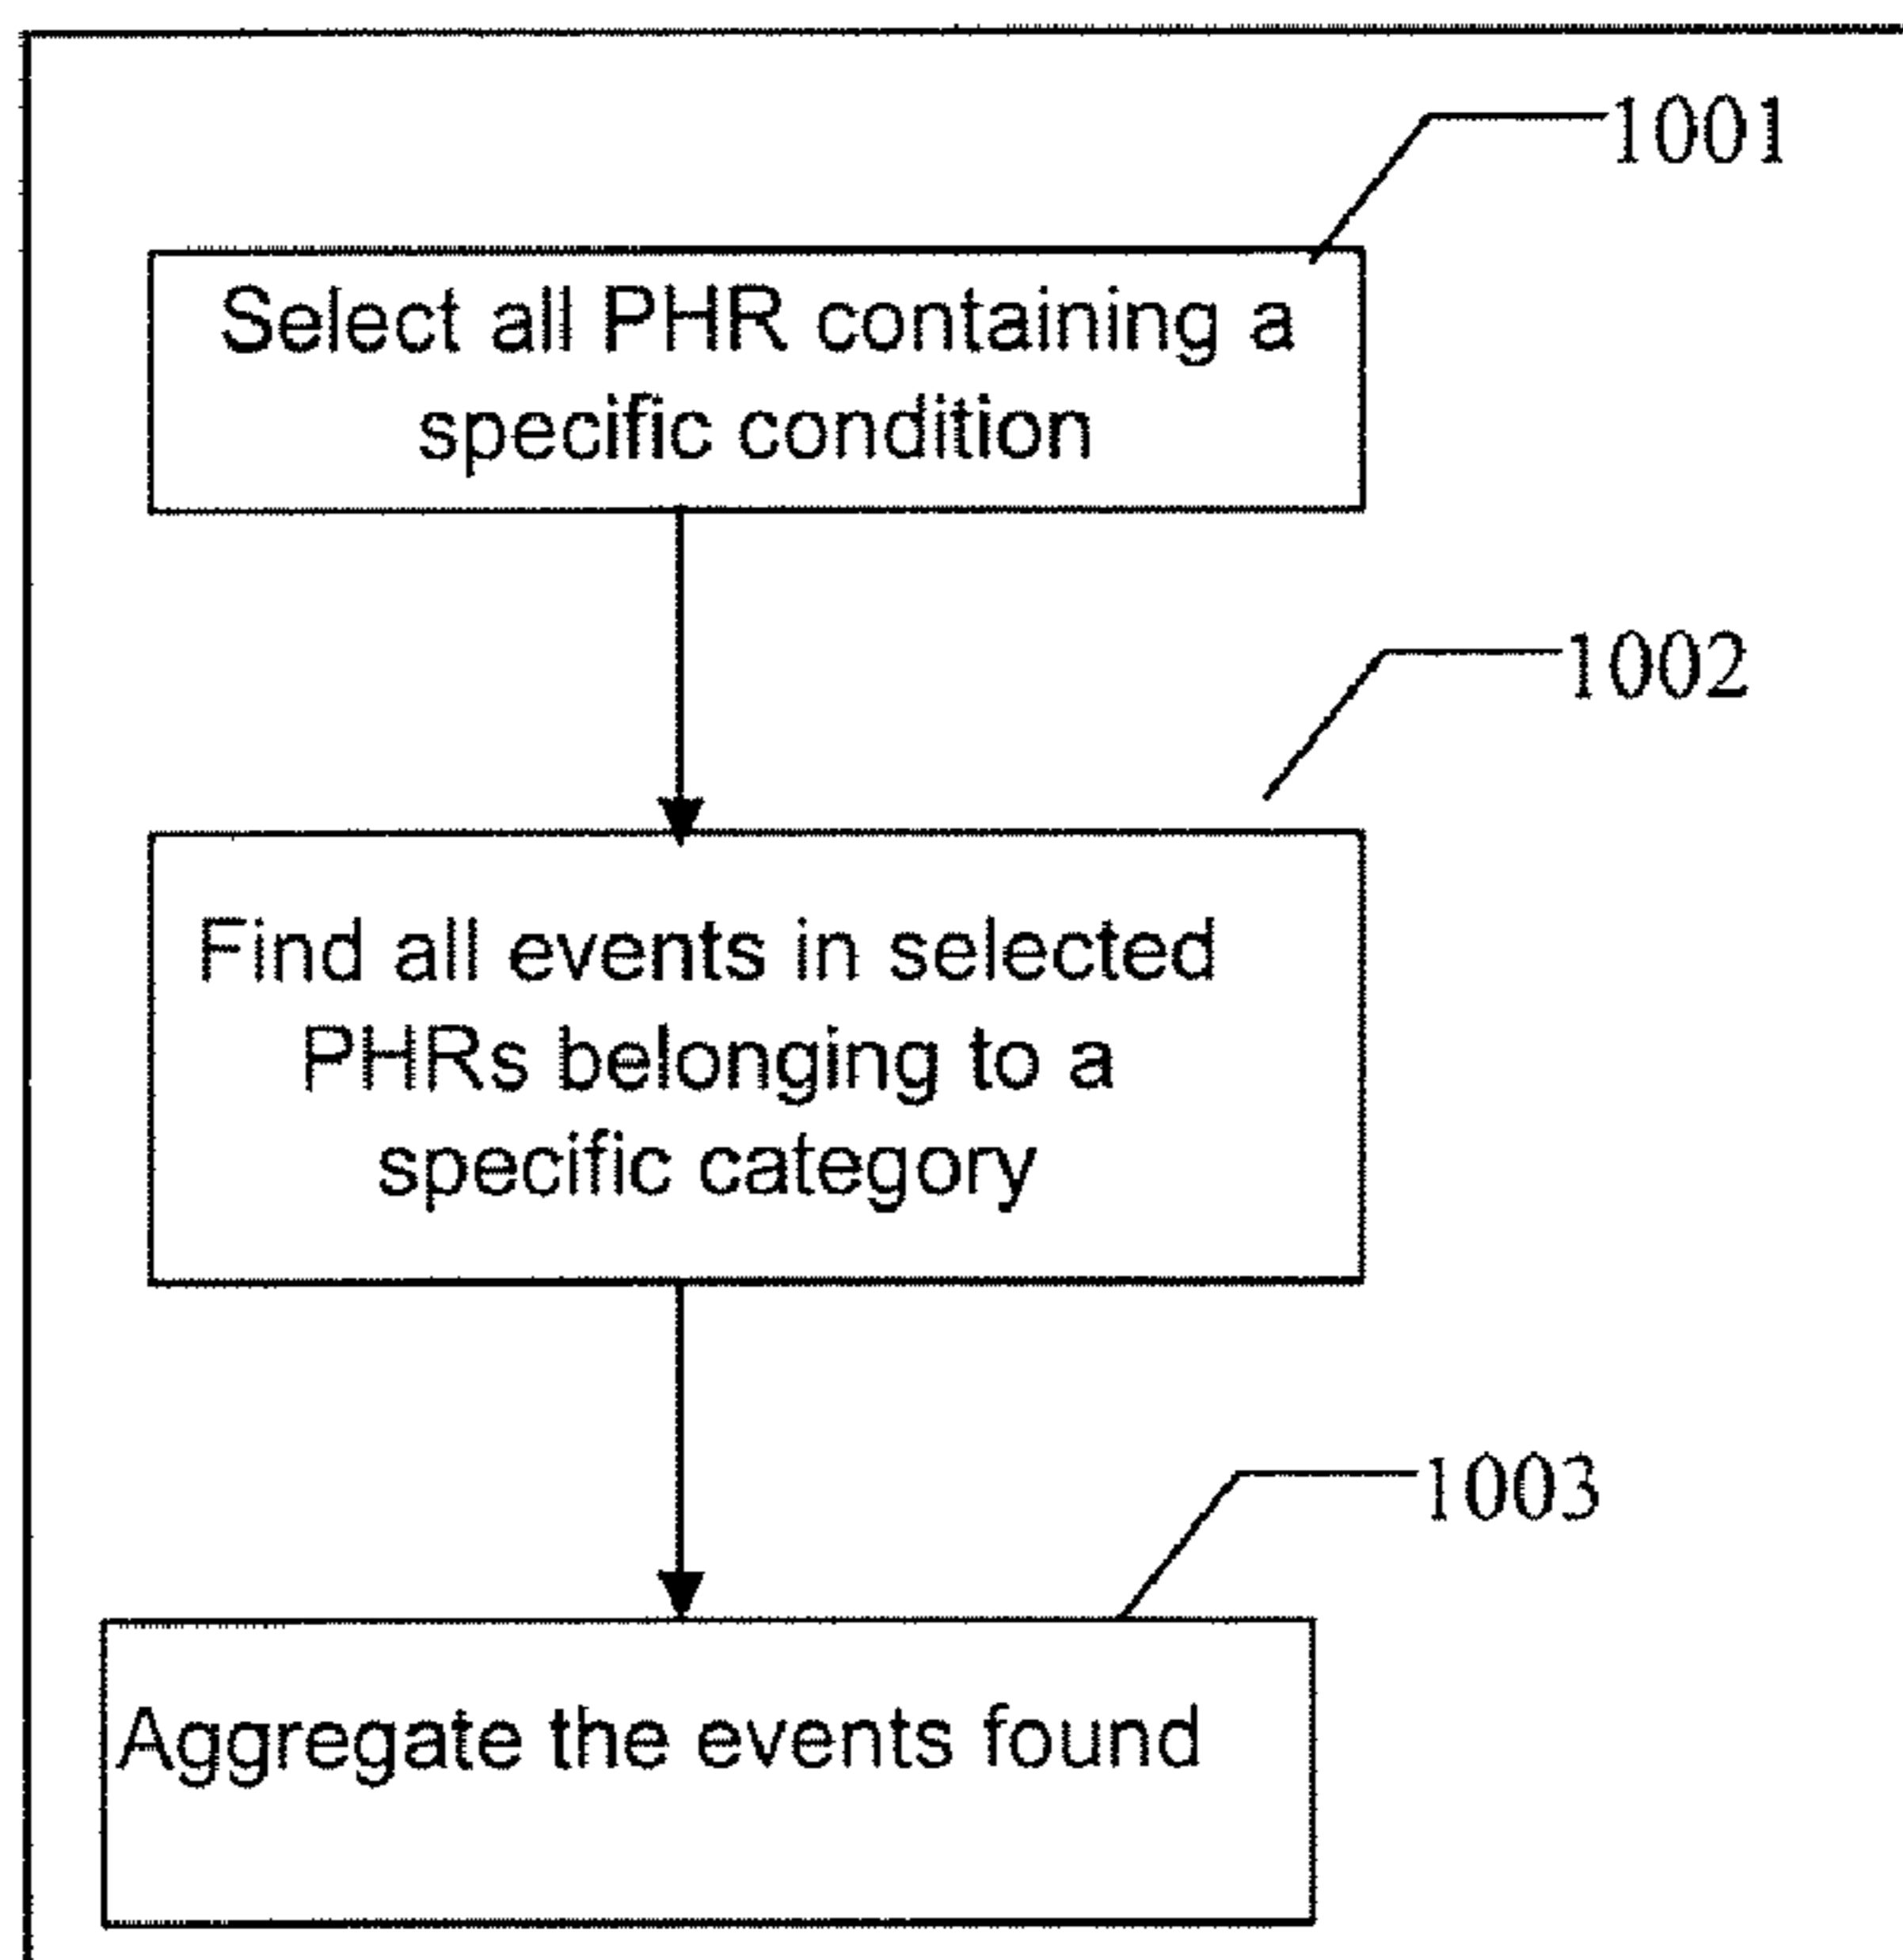 1001
Select all PHR containing a
specific condition
1002
Find all events in selected
PHRs belonging to a
specific category
1003
Aggregate the events found